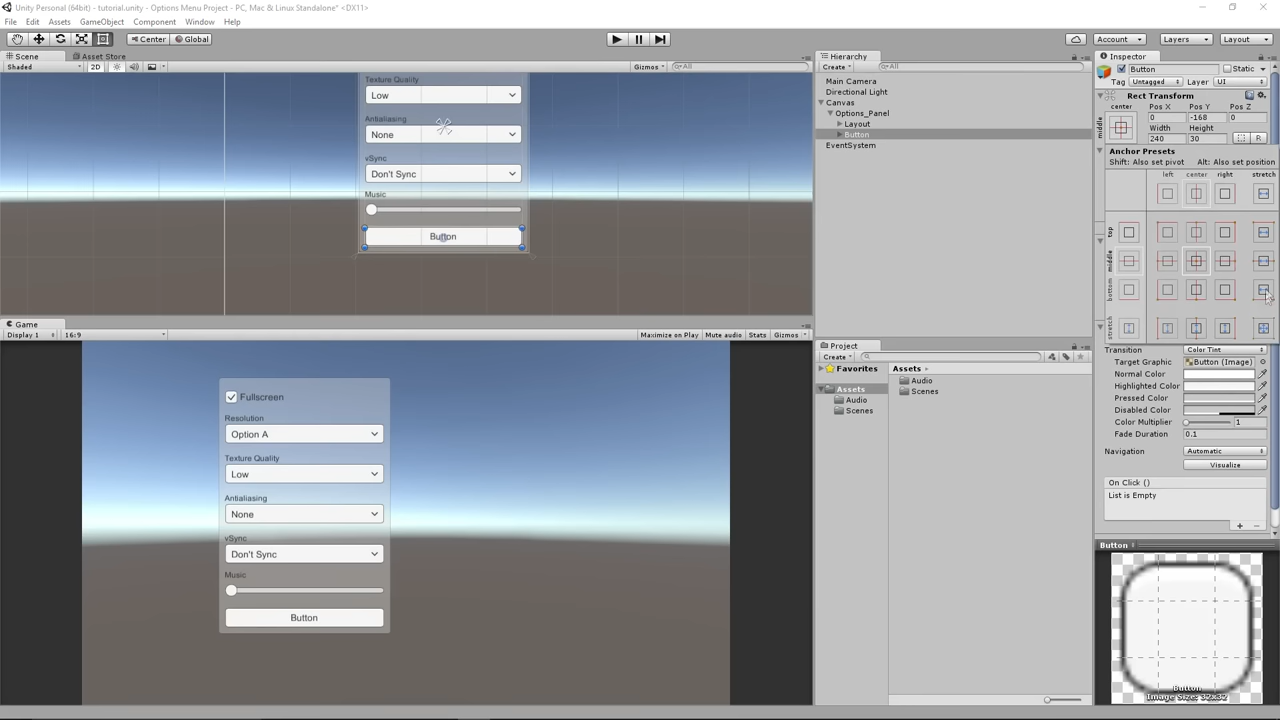 Unity Personal (64bit) - tutorial.unity - Options Menu Project - PC, Mac & Linux Standalone* <DX11>
File Edit Assets GameObject Component Window Help
Center Global
Account Layers Layout
Scene Asset Store
Shaded 2D Gizmos All
Texture Quality
Low
Antialiasing
None
vSync
Don't Sync
Music
Button
Game
Display 1 16:9 Maximize on Play Mute audio Stats Gizmos
Fullscreen
Resolution
Option A
Texture Quality
Low
Antialiasing
None
vSync
Don't Sync
Music
Button
Hierarchy
Create All
Main Camera
Directional Light
Canvas
Options_Panel
Layout
Button
EventSystem
Project
Create
Favorites
Assets
Audio
Scenes
Assets
Audio
Scenes
Inspector
Button Static
Tag Untagged Layer UI
Rect Transform
center Pos X Pos Y Pos Z
middle 0 -168 0
Width Height
240 30 R
Anchor Presets
Shift: Also set pivot Alt: Also set position
left center right stretch
top
middle
bottom
stretch
Transition Color Tint
Target Graphic Button (Image)
Normal Color
Highlighted Color
Pressed Color
Disabled Color
Color Multiplier 1
Fade Duration 0.1
Navigation Automatic
Visualize
On Click ()
List is Empty
Button
Button
Image Size: 32x32